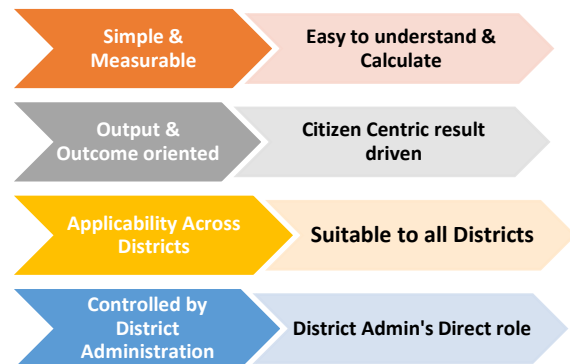 Simple &
Measurable
Easy to understand &
Calculate
Output &
Outcome oriented
Citizen Centric result
driven
Applicability Across
Districts
Suitable to all Districts
Controlled by
District
Administration
District Admin's Direct role